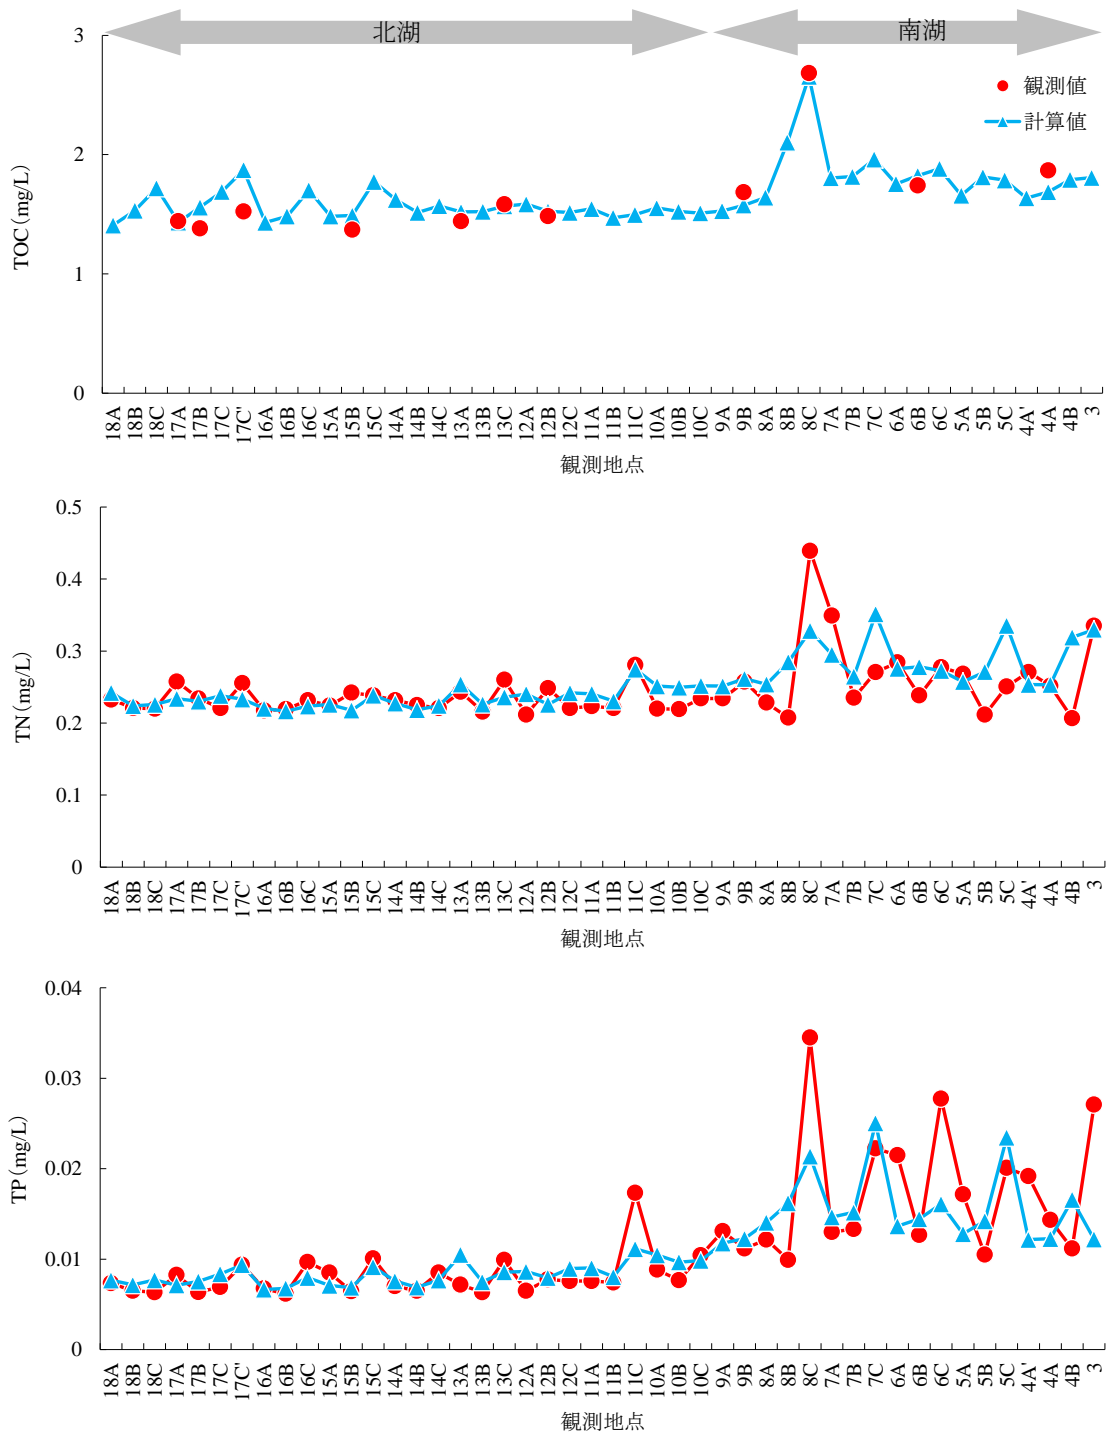 北湖 南湖
3
2
1
0
TOC(mg/L)
観測値
計算値
18A 18B 18C 17A 17B 17C 17C' 16A 16B 16C 15A 15B 15C 14A 14B 14C 13A 13B 13C 12A 12B 12C 11A 11B 11C 10A 10B 10C 9A 9B 8A 8B 8C 7A 7B 7C 6A 6B 6C 5A 5B 5C 4A' 4A 4B 3
観測地点
0.5
0.4
0.3
0.2
0.1
0
TN(mg/L)
18A 18B 18C 17A 17B 17C 17C' 16A 16B 16C 15A 15B 15C 14A 14B 14C 13A 13B 13C 12A 12B 12C 11A 11B 11C 10A 10B 10C 9A 9B 8A 8B 8C 7A 7B 7C 6A 6B 6C 5A 5B 5C 4A' 4A 4B 3
観測地点
0.04
0.03
0.02
0.01
0
TP(mg/L)
18A 18B 18C 17A 17B 17C 17C' 16A 16B 16C 15A 15B 15C 14A 14B 14C 13A 13B 13C 12A 12B 12C 11A 11B 11C 10A 10B 10C 9A 9B 8A 8B 8C 7A 7B 7C 6A 6B 6C 5A 5B 5C 4A' 4A 4B 3
観測地点